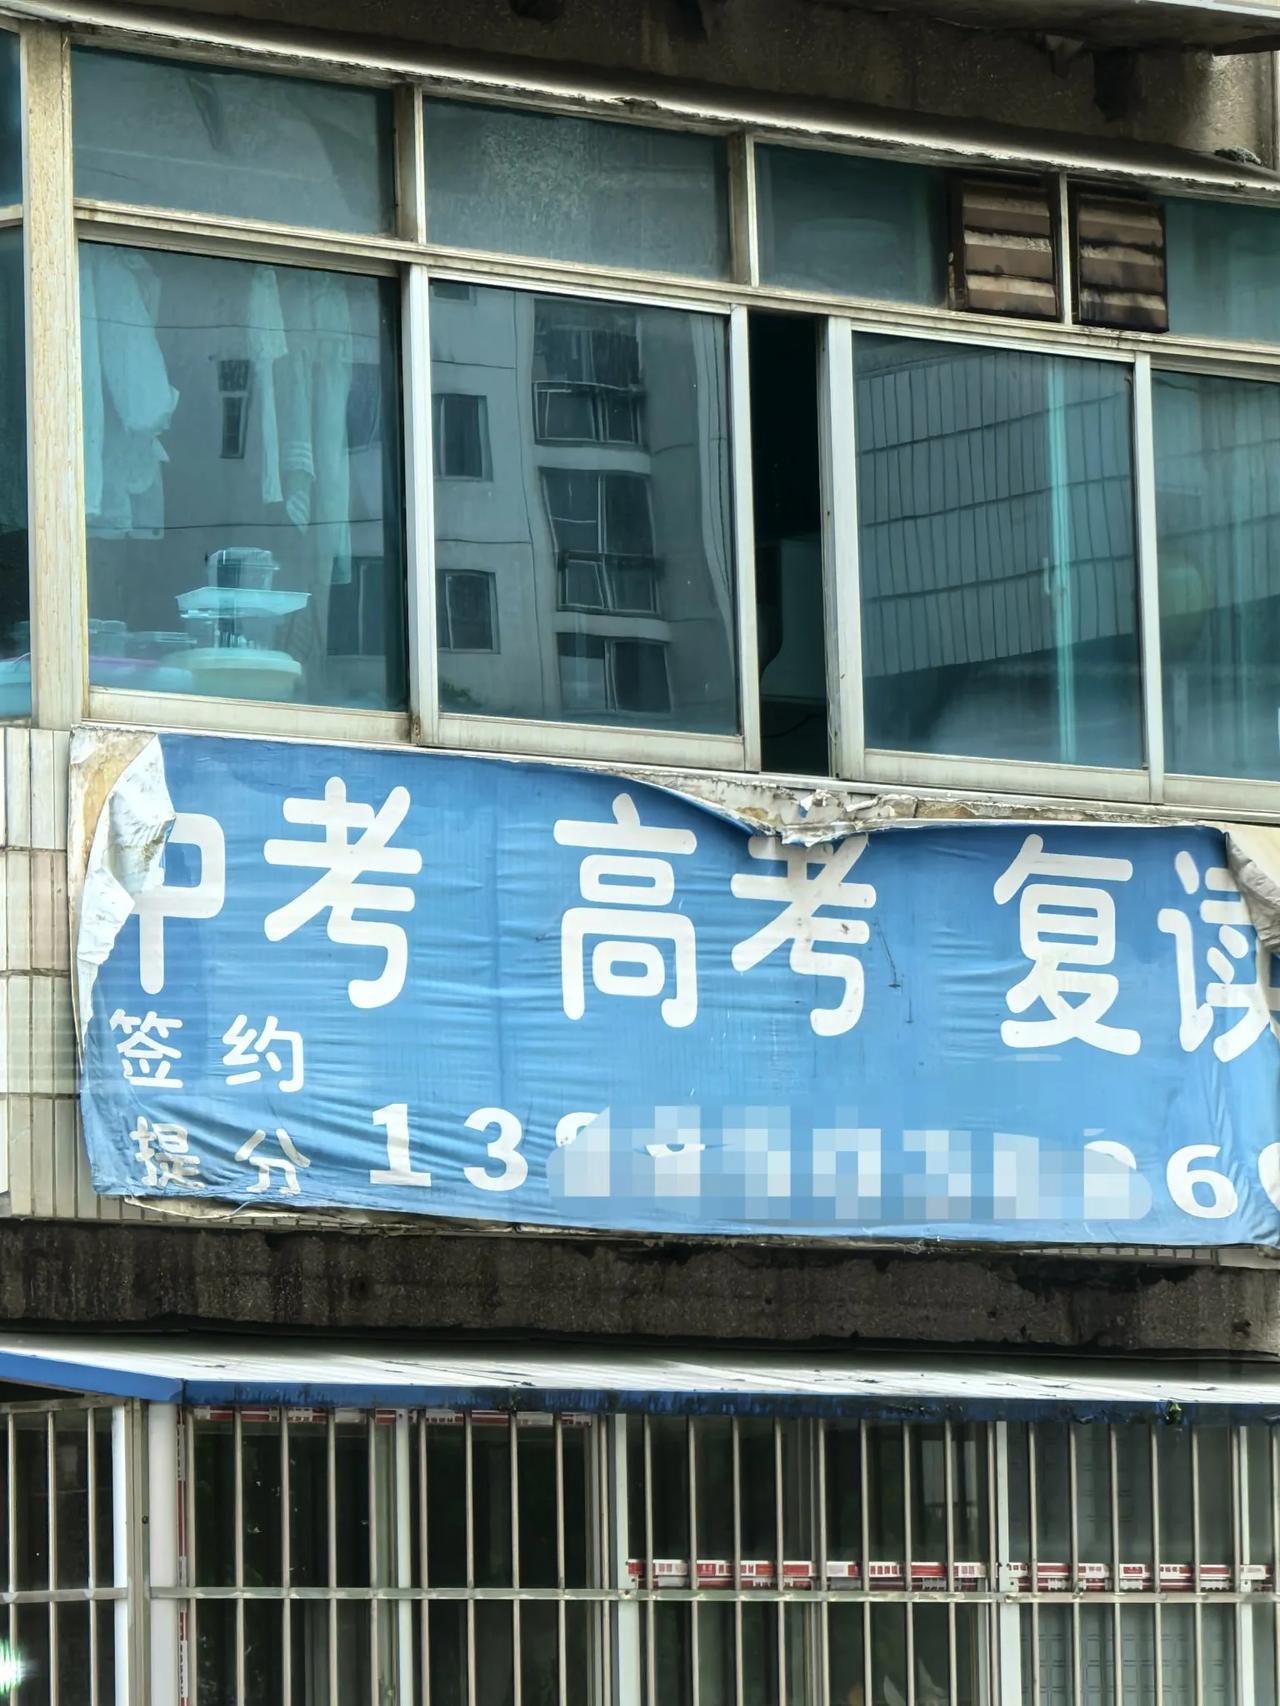 中考 高考 复读
签约
提分 13